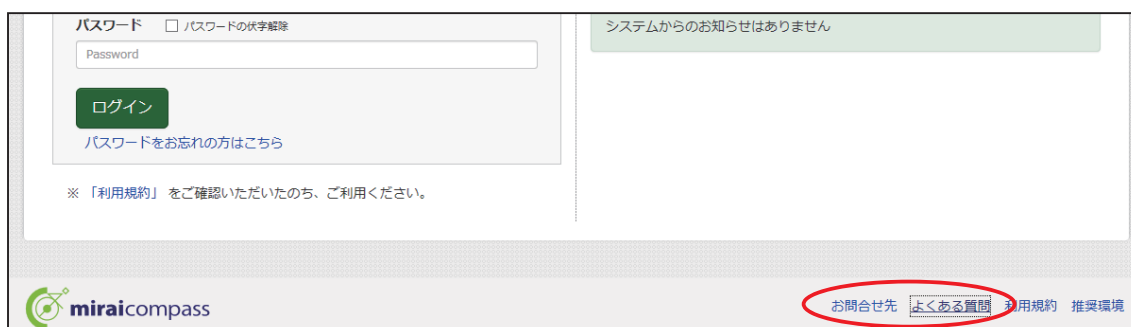 パスワード パスワードの伏字解除
Password
ログイン
パスワードをお忘れの方はこちら
※ 「利用規約」 をご確認いただいたのち、ご利用ください。
システムからのお知らせはありません
miraicompass
お問合せ先 よくある質問 利用規約 推奨環境